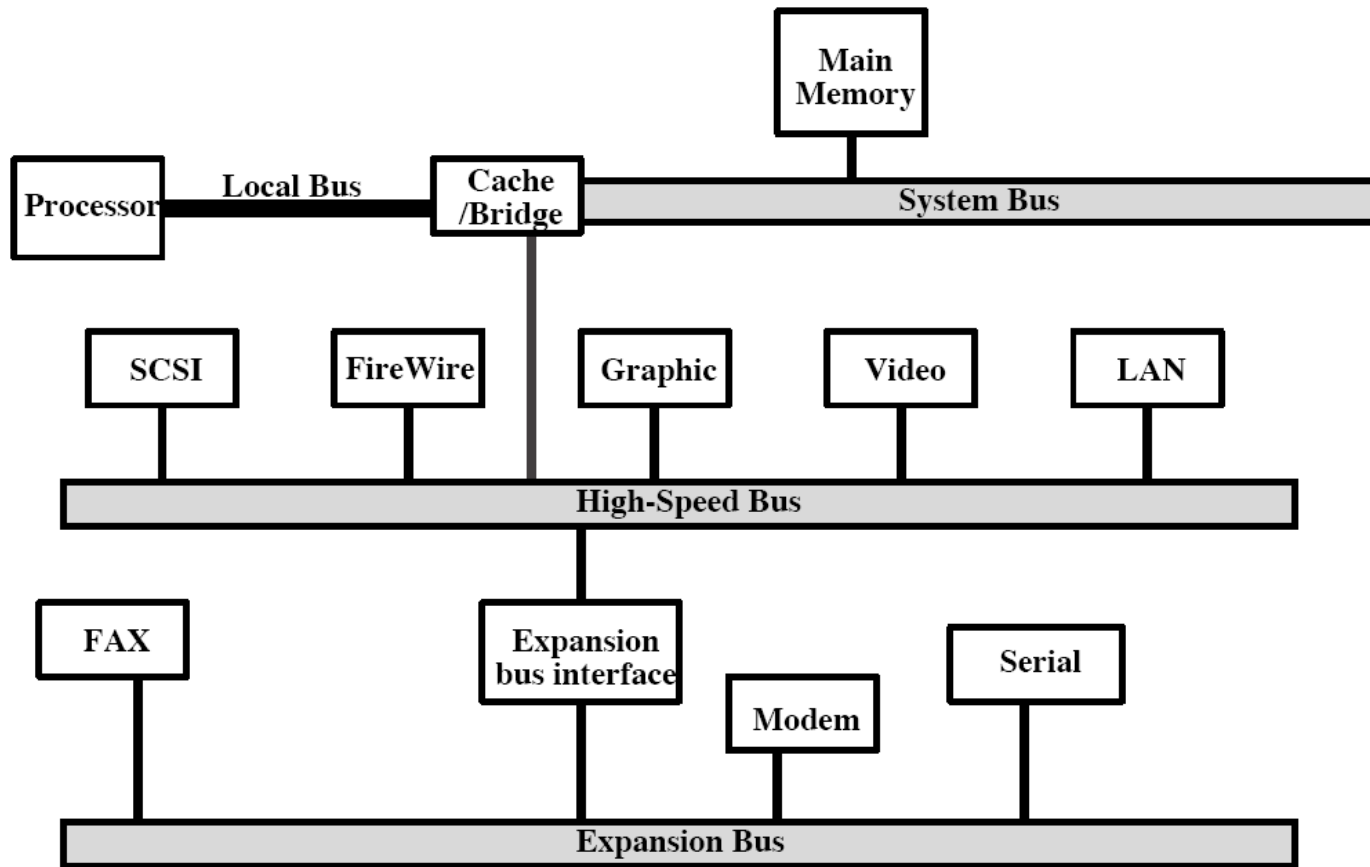 Main
Memory
Processor
Local Bus
Cache
/Bridge
System Bus
SCSI
FireWire
Graphic
Video
LAN
High-Speed Bus
FAX
Expansion
bus interface
Modem
Serial
Expansion Bus